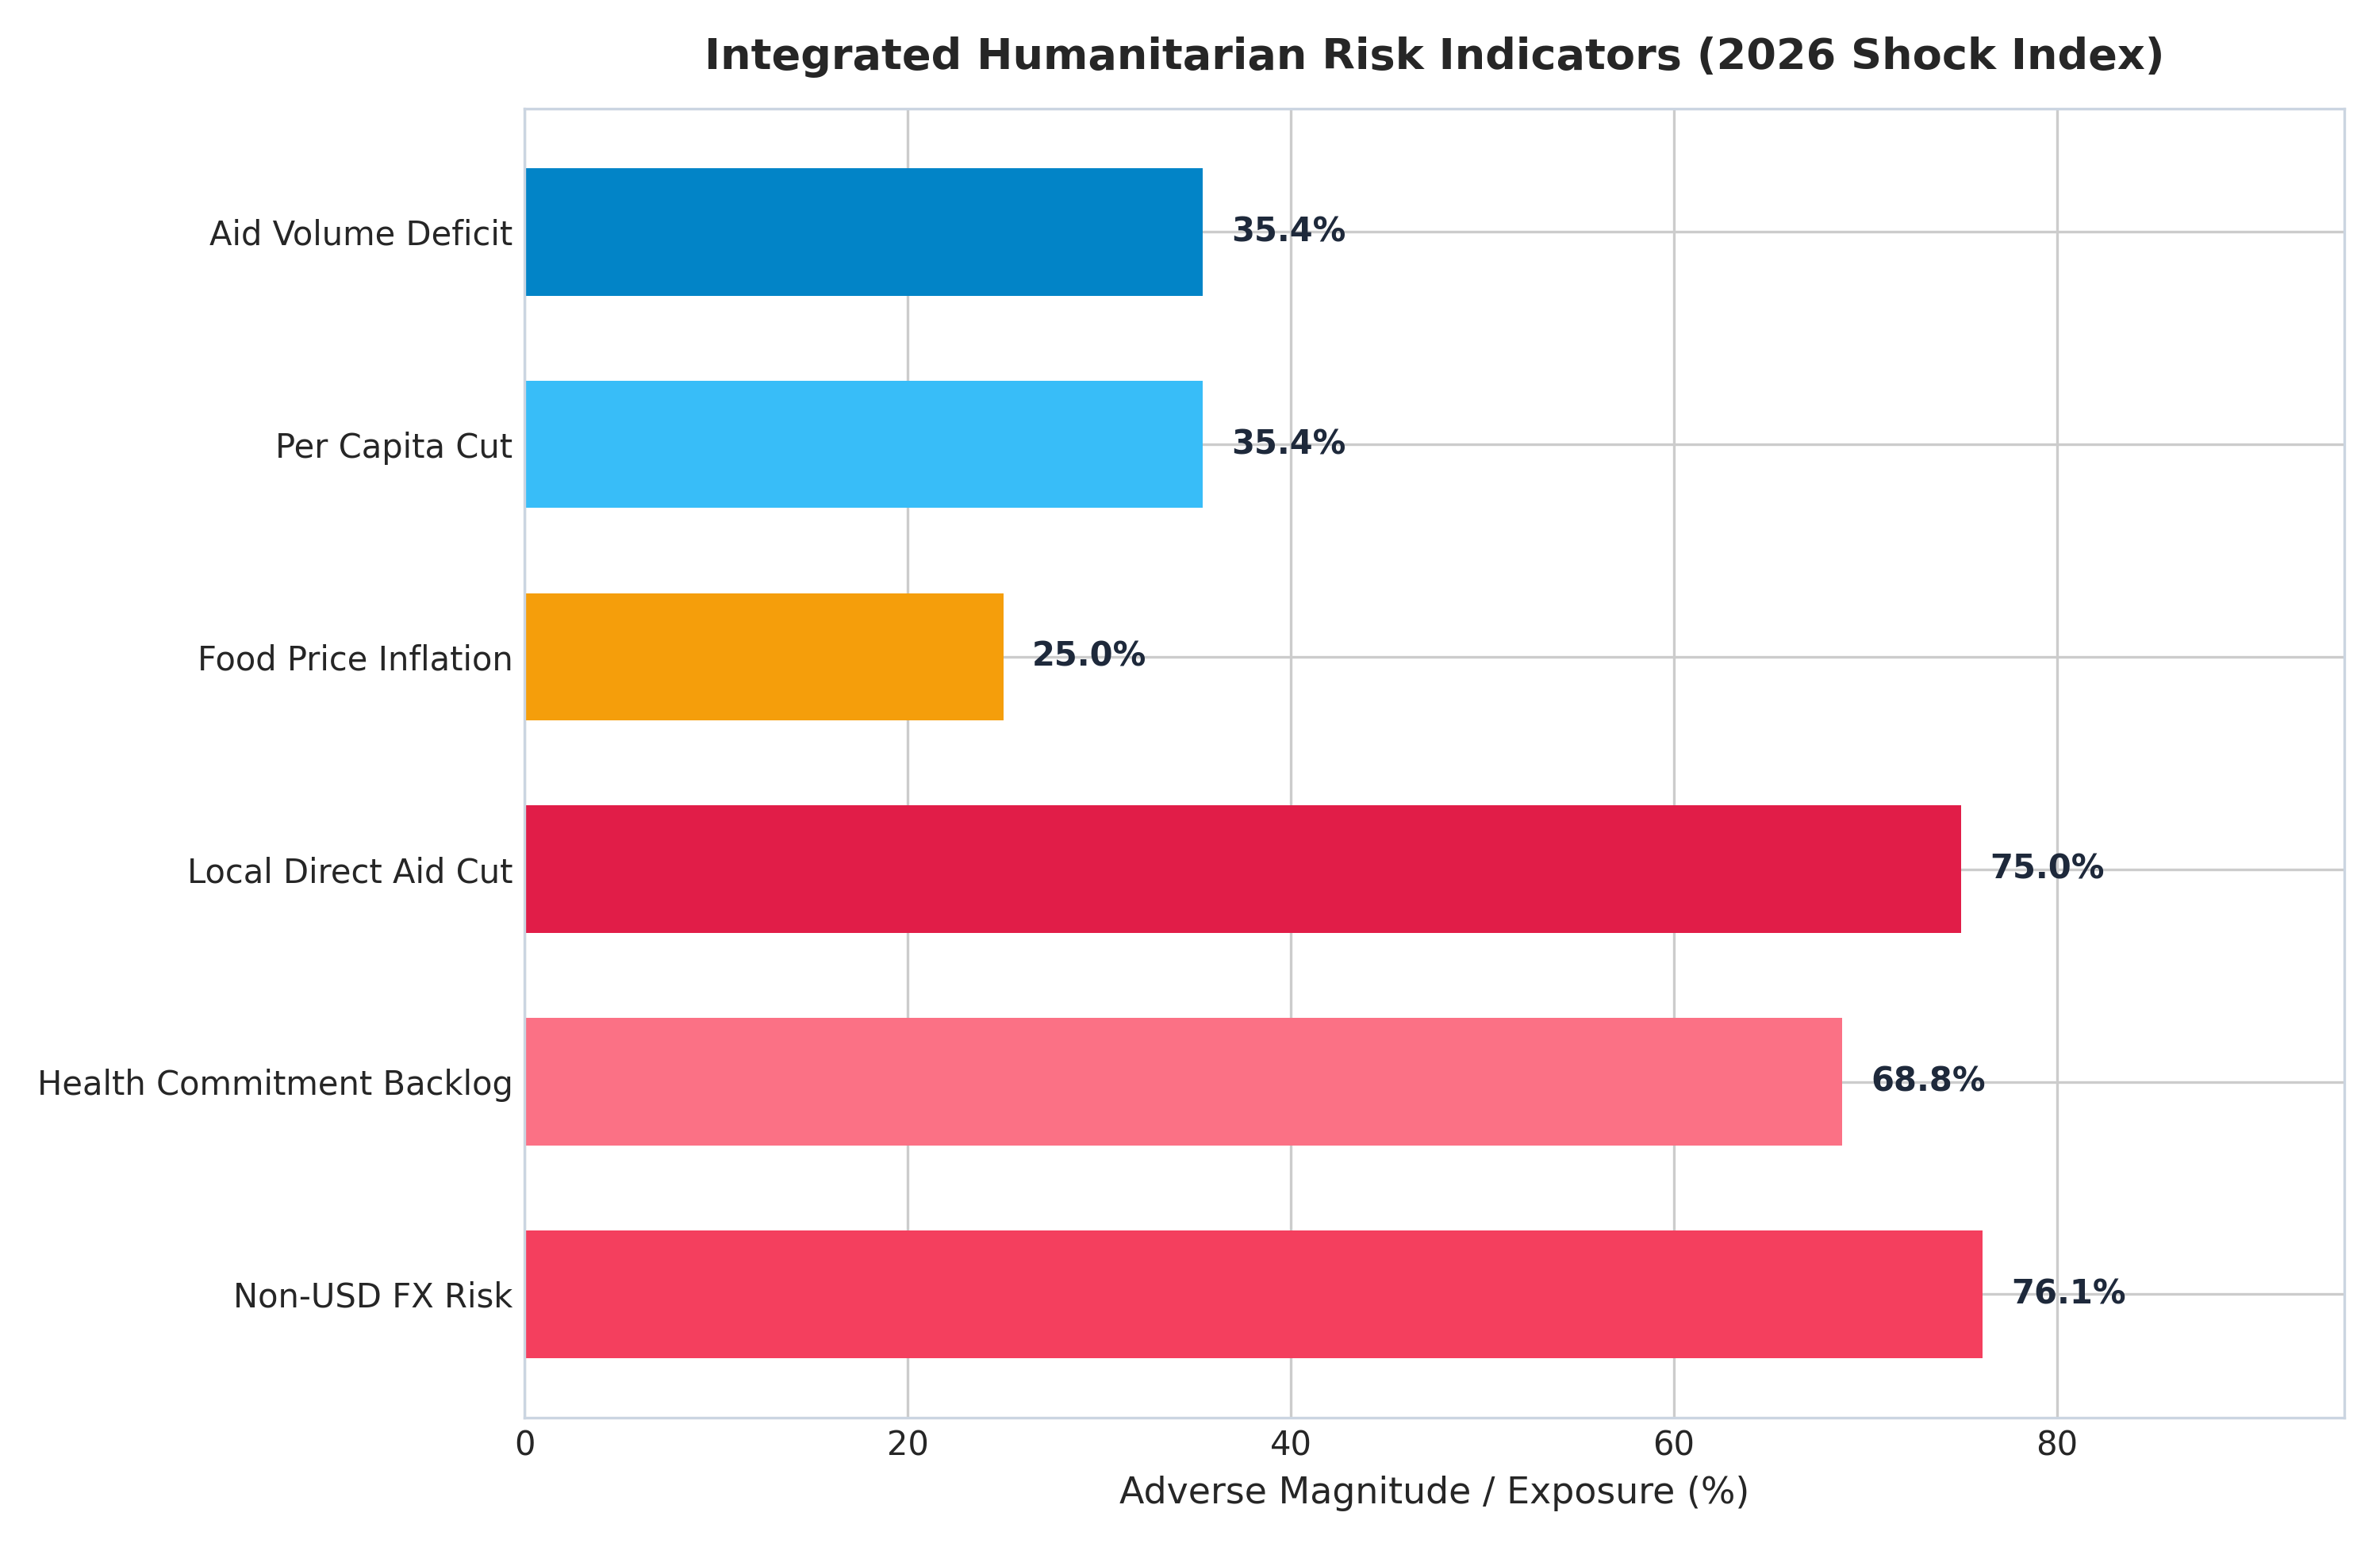 Integrated Humanitarian Risk Indicators (2026 Shock Index)
Aid Volume Deficit
35.4%
Per Capita Cut
35.4%
Food Price Inflation
25.0%
Local Direct Aid Cut
75.0%
Health Commitment Backlog
68.8%
Non-USD FX Risk
76.1%
0 20 40 60 80
Adverse Magnitude / Exposure (%)